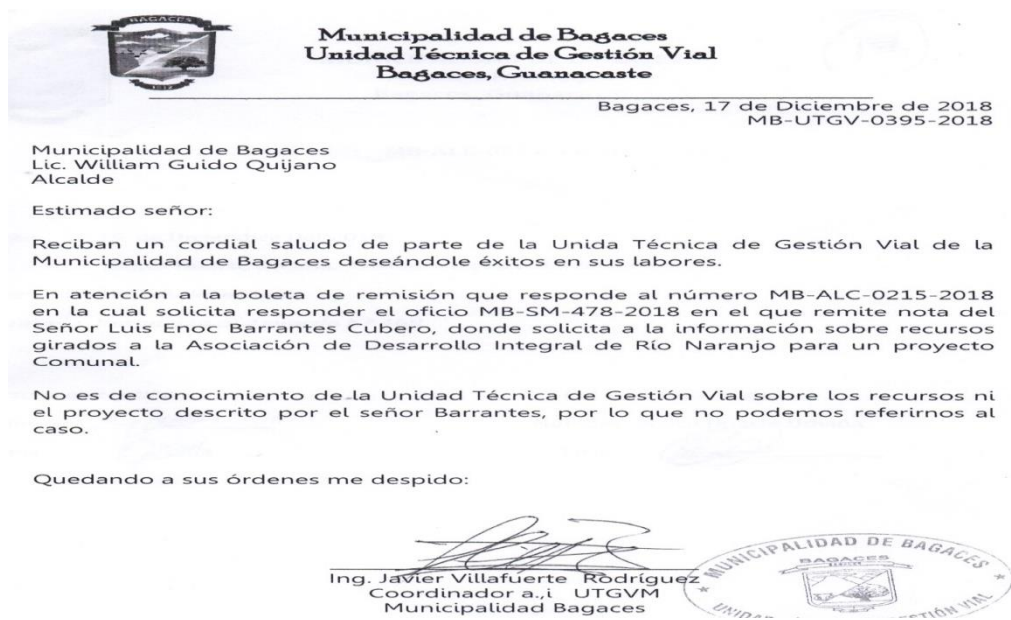 BAGACES
Municipalidad de Bagaces
Unidad Técnica de Gestión Vial
Bagaces, Guanacaste
Bagaces, 17 de Diciembre de 2018
MB-UTGV-0395-2018
Municipalidad de Bagaces
Lic. William Guido Quijano
Alcalde
Estimado señor:
Reciban un cordial saludo de parte de la Unida Técnica de Gestión Vial de la
Municipalidad de Bagaces deseándole éxitos en sus labores.
En atención a la boleta de remisión que responde al número MB-ALC-0215-2018
en la cual solicita responder el oficio MB-SM-478-2018 en el que remite nota del
Señor Luis Enoc Barrantes Cubero, donde solicita a la información sobre recursos
girados a la Asociación de Desarrollo Integral de Río Naranjo para un proyecto
Comunal.
No es de conocimiento de la Unidad Técnica de Gestión Vial sobre los recursos ni
el proyecto descrito por el señor Barrantes, por lo que no podemos referirnos al
caso.
Quedando a sus órdenes me despido:
Ing. Javier Villafuerte Rodríguez
Coordinador a.,i UTGVM
Municipalidad Bagaces
MUNICIPALIDAD DE BAGACES
BAGACES